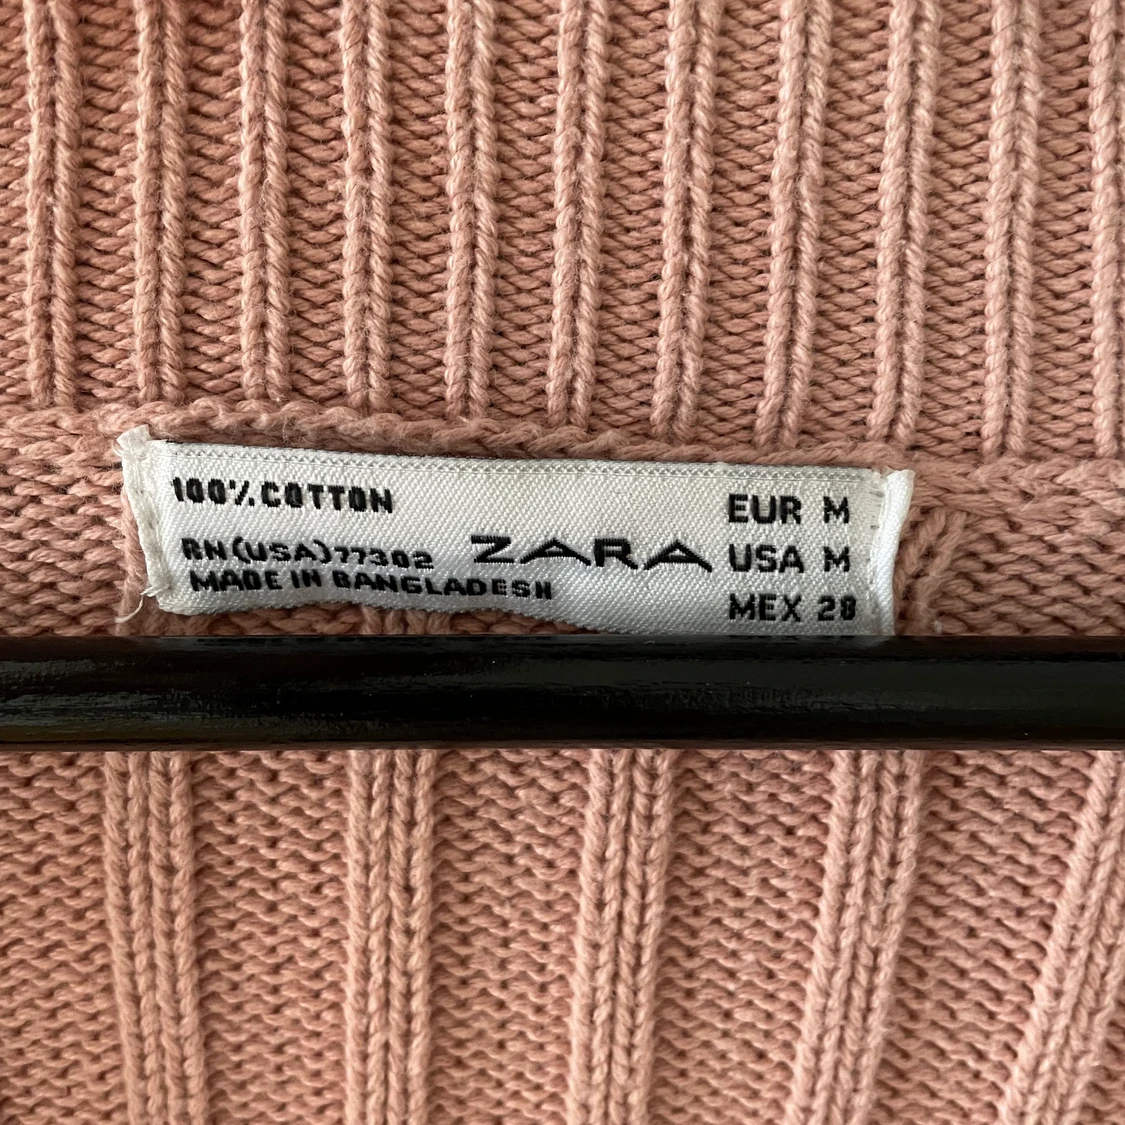 100% COTTON
RN(USA)77302
MADE IN BANGLADESH
ZARA
EUR M
USA M
MEX 28